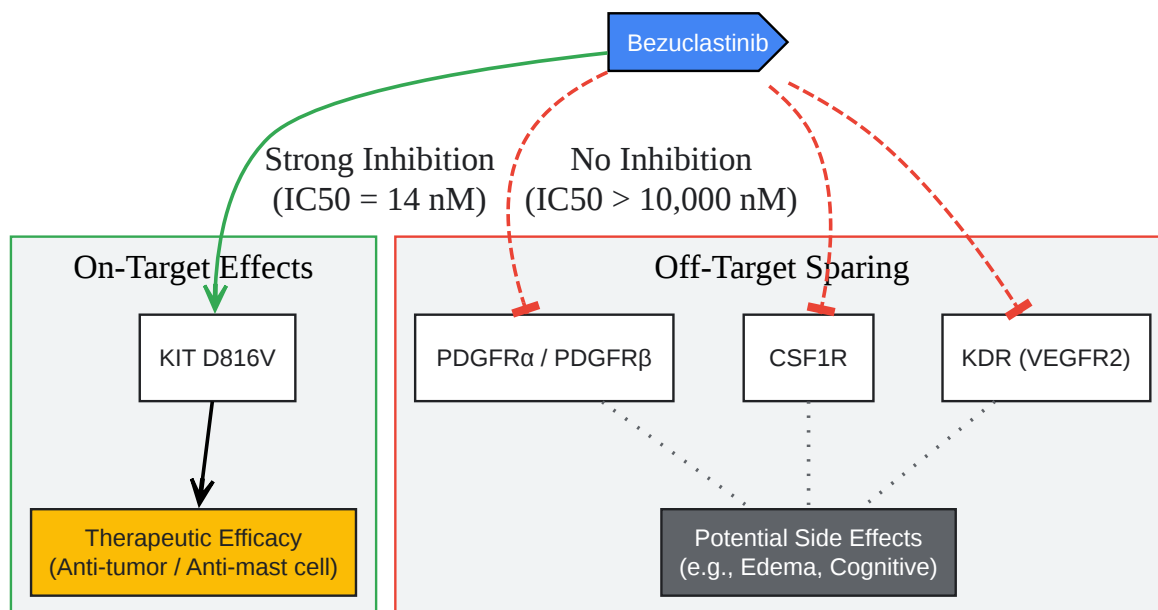 Bezuclastinib
Strong Inhibition
(IC50 = 14 nM)
No Inhibition
(IC50 > 10,000 nM)
On-Target Effects
Off-Target Sparing
KIT D816V
PDGFRα / PDGFRβ
CSF1R
KDR (VEGFR2)
Therapeutic Efficacy
(Anti-tumor / Anti-mast cell)
Potential Side Effects
(e.g., Edema, Cognitive)